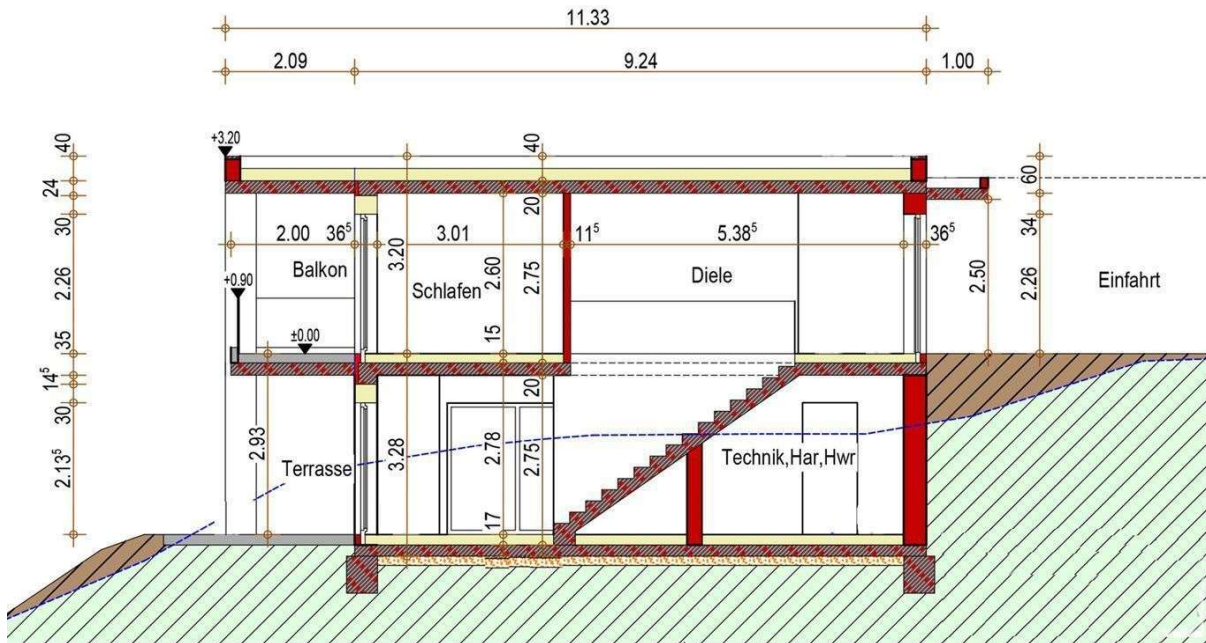 11.33
2.09 9.24 1.00
+3.20
40 40 60
24 20
30 34
2.00 36⁵ 3.01 11⁵ 5.38⁵ 36⁵
3.20 2.60 2.75 2.50 2.26
Balkon Schlafen Diele Einfahrt
2.26 +0.90
±0.00
35 15
14⁵ 20
30
2.93 3.28 2.78 2.75
2.13⁵ Terrasse Technik,Har,Hwr
17